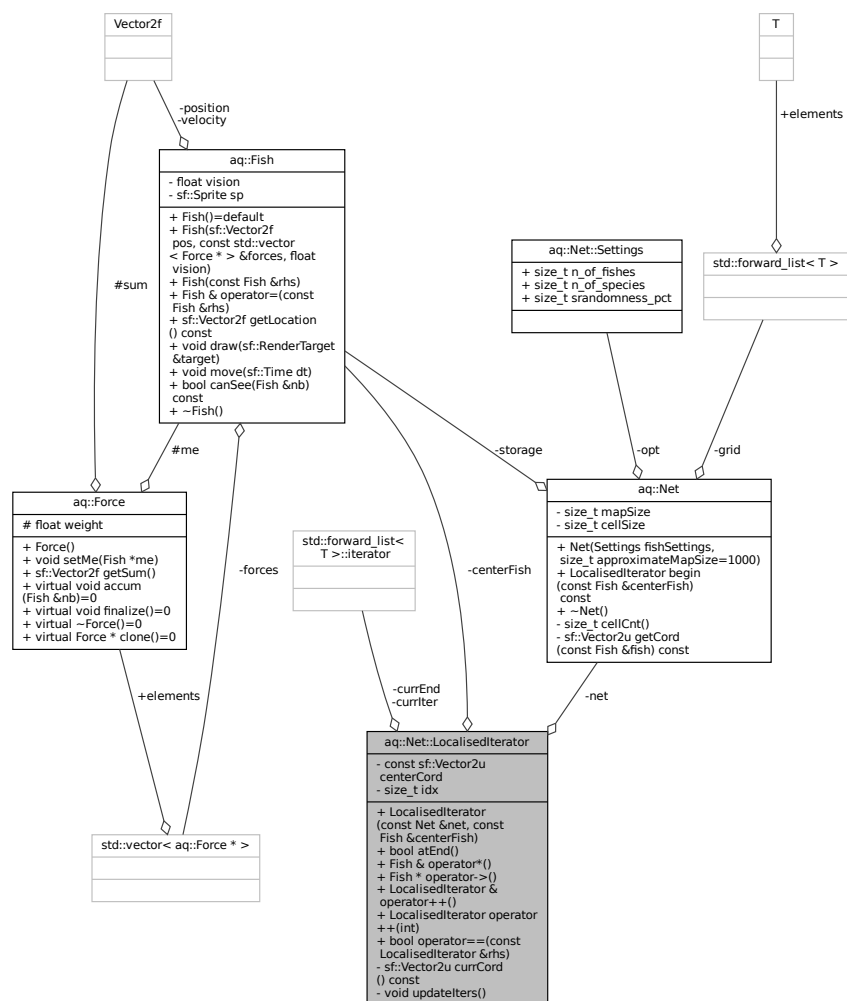 Vector2f
T
-position
-velocity
+elements
aq::Fish
- float vision
- sf::Sprite sp
+ Fish()=default
+ Fish(sf::Vector2f
pos, const std::vector
< Force * > &forces, float
vision)
+ Fish(const Fish &rhs)
+ Fish & operator=(const
Fish &rhs)
+ sf::Vector2f getLocation
() const
+ void draw(sf::RenderTarget
&target)
+ void move(sf::Time dt)
+ bool canSee(Fish &nb)
const
+ ~Fish()
aq::Net::Settings
+ size_t n_of_fishes
+ size_t n_of_species
+ size_t srandomness_pct
std::forward_list< T >
#sum
#me
-storage
-opt
-grid
aq::Force
# float weight
+ Force()
+ void setMe(Fish *me)
+ sf::Vector2f getSum()
+ virtual void accum
(Fish &nb)=0
+ virtual void finalize()=0
+ virtual ~Force()=0
+ virtual Force * clone()=0
-forces
std::forward_list<
T >::iterator
-centerFish
aq::Net
- size_t mapSize
- size_t cellSize
+ Net(Settings fishSettings,
size_t approximateMapSize=1000)
+ LocalisedIterator begin
(const Fish &centerFish)
const
+ ~Net()
- size_t cellCnt()
- sf::Vector2u getCord
(const Fish &fish) const
+elements
-currEnd
-currIter
-net
std::vector< aq::Force * >
aq::Net::LocalisedIterator
- const sf::Vector2u
centerCord
- size_t idx
+ LocalisedIterator
(const Net &net, const
Fish &centerFish)
+ bool atEnd()
+ Fish & operator*()
+ Fish * operator->()
+ LocalisedIterator &
operator++()
+ LocalisedIterator operator
++(int)
+ bool operator==(const
LocalisedIterator &rhs)
- sf::Vector2u currCord
() const
- void updateIters()